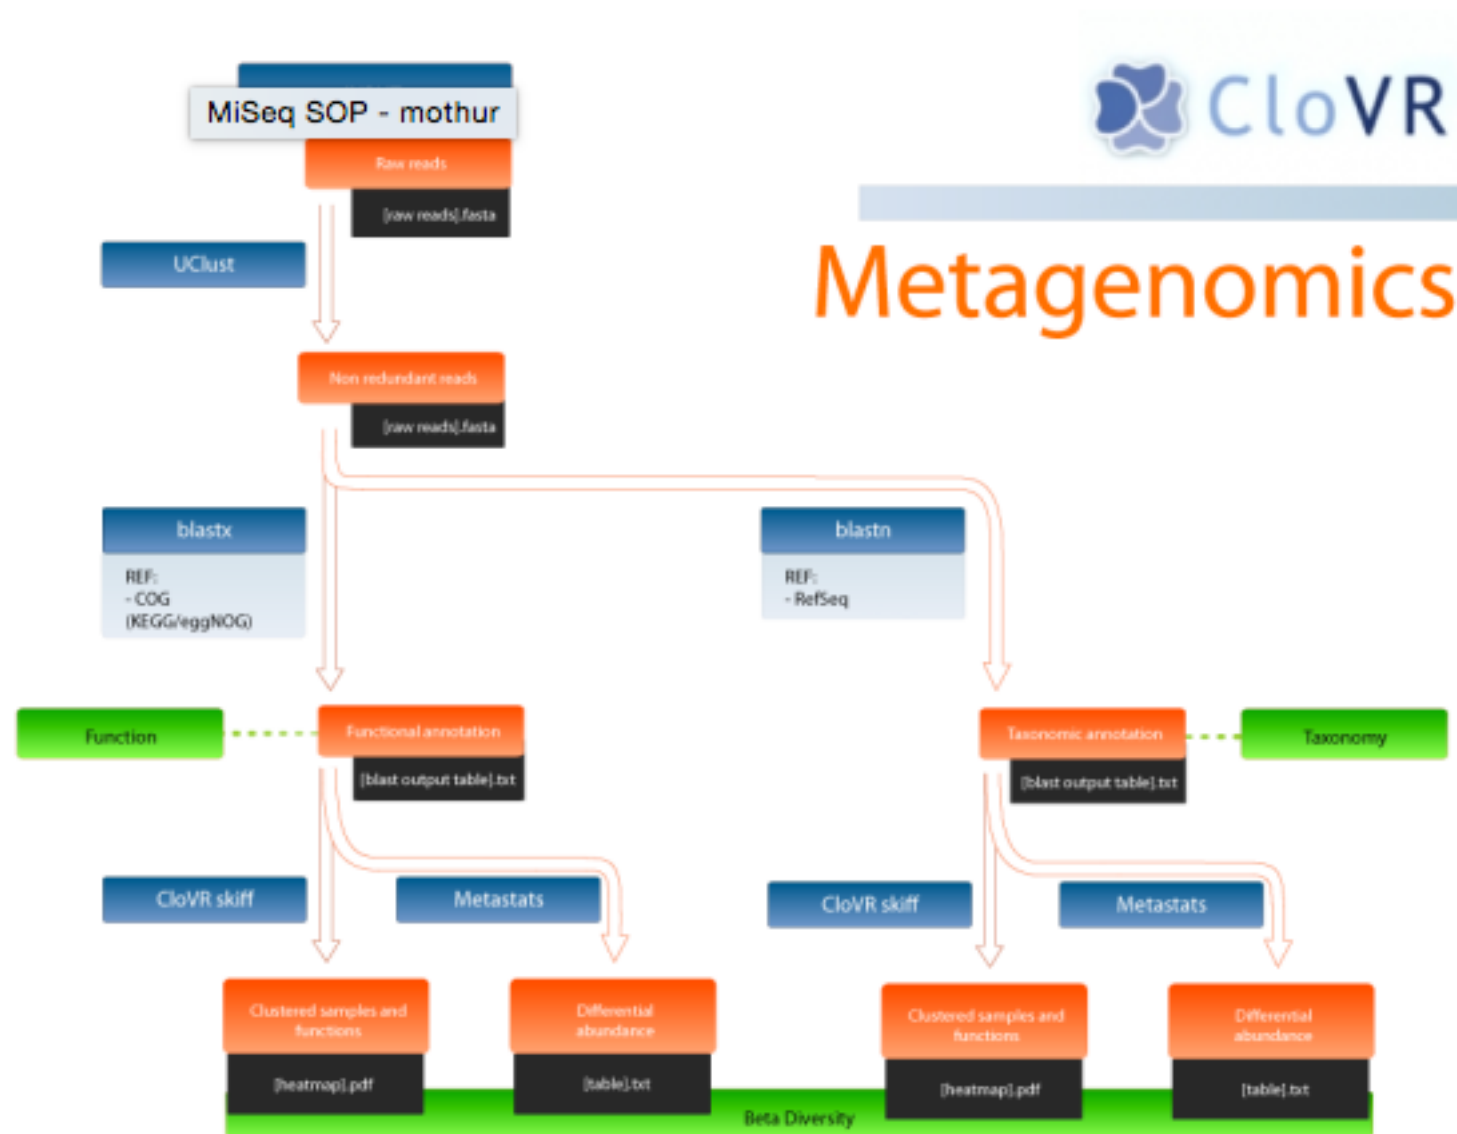 MiSeq SOP - mothur
CloVR
Metagenomics
Raw reads
[raw reads].fasta
UClust
Non redundant reads
[raw reads].fasta
blastx
REF:
- COG
(KEGG/eggNOG)
blastn
REF:
- RefSeq
Function
Functional annotation
[blast output table].txt
Taxonomic annotation
[blast output table].txt
Taxonomy
CloVR skiff
Metastats
CloVR skiff
Metastats
Clustered samples and
functions
[heatmap].pdf
Differential
abundance
[table].txt
Clustered samples and
functions
[heatmap].pdf
Differential
abundance
[table].txt
Beta Diversity